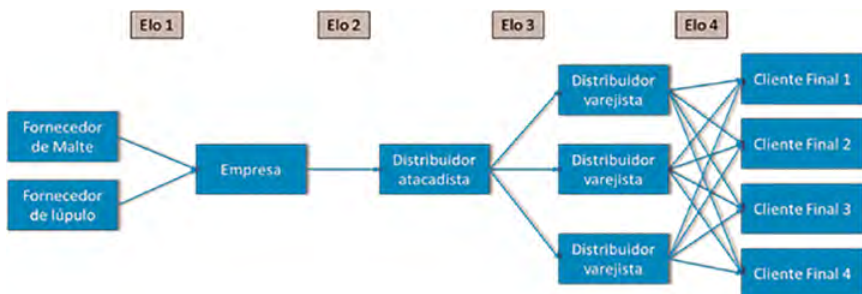 Elo 1
Elo 2
Elo 3
Elo 4
Fornecedor
de Malte
Fornecedor
de lúpulo
Empresa
Distribuidor
atacadista
Distribuidor
varejista
Distribuidor
varejista
Distribuidor
varejista
Cliente Final 1
Cliente Final 2
Cliente Final 3
Cliente Final 4